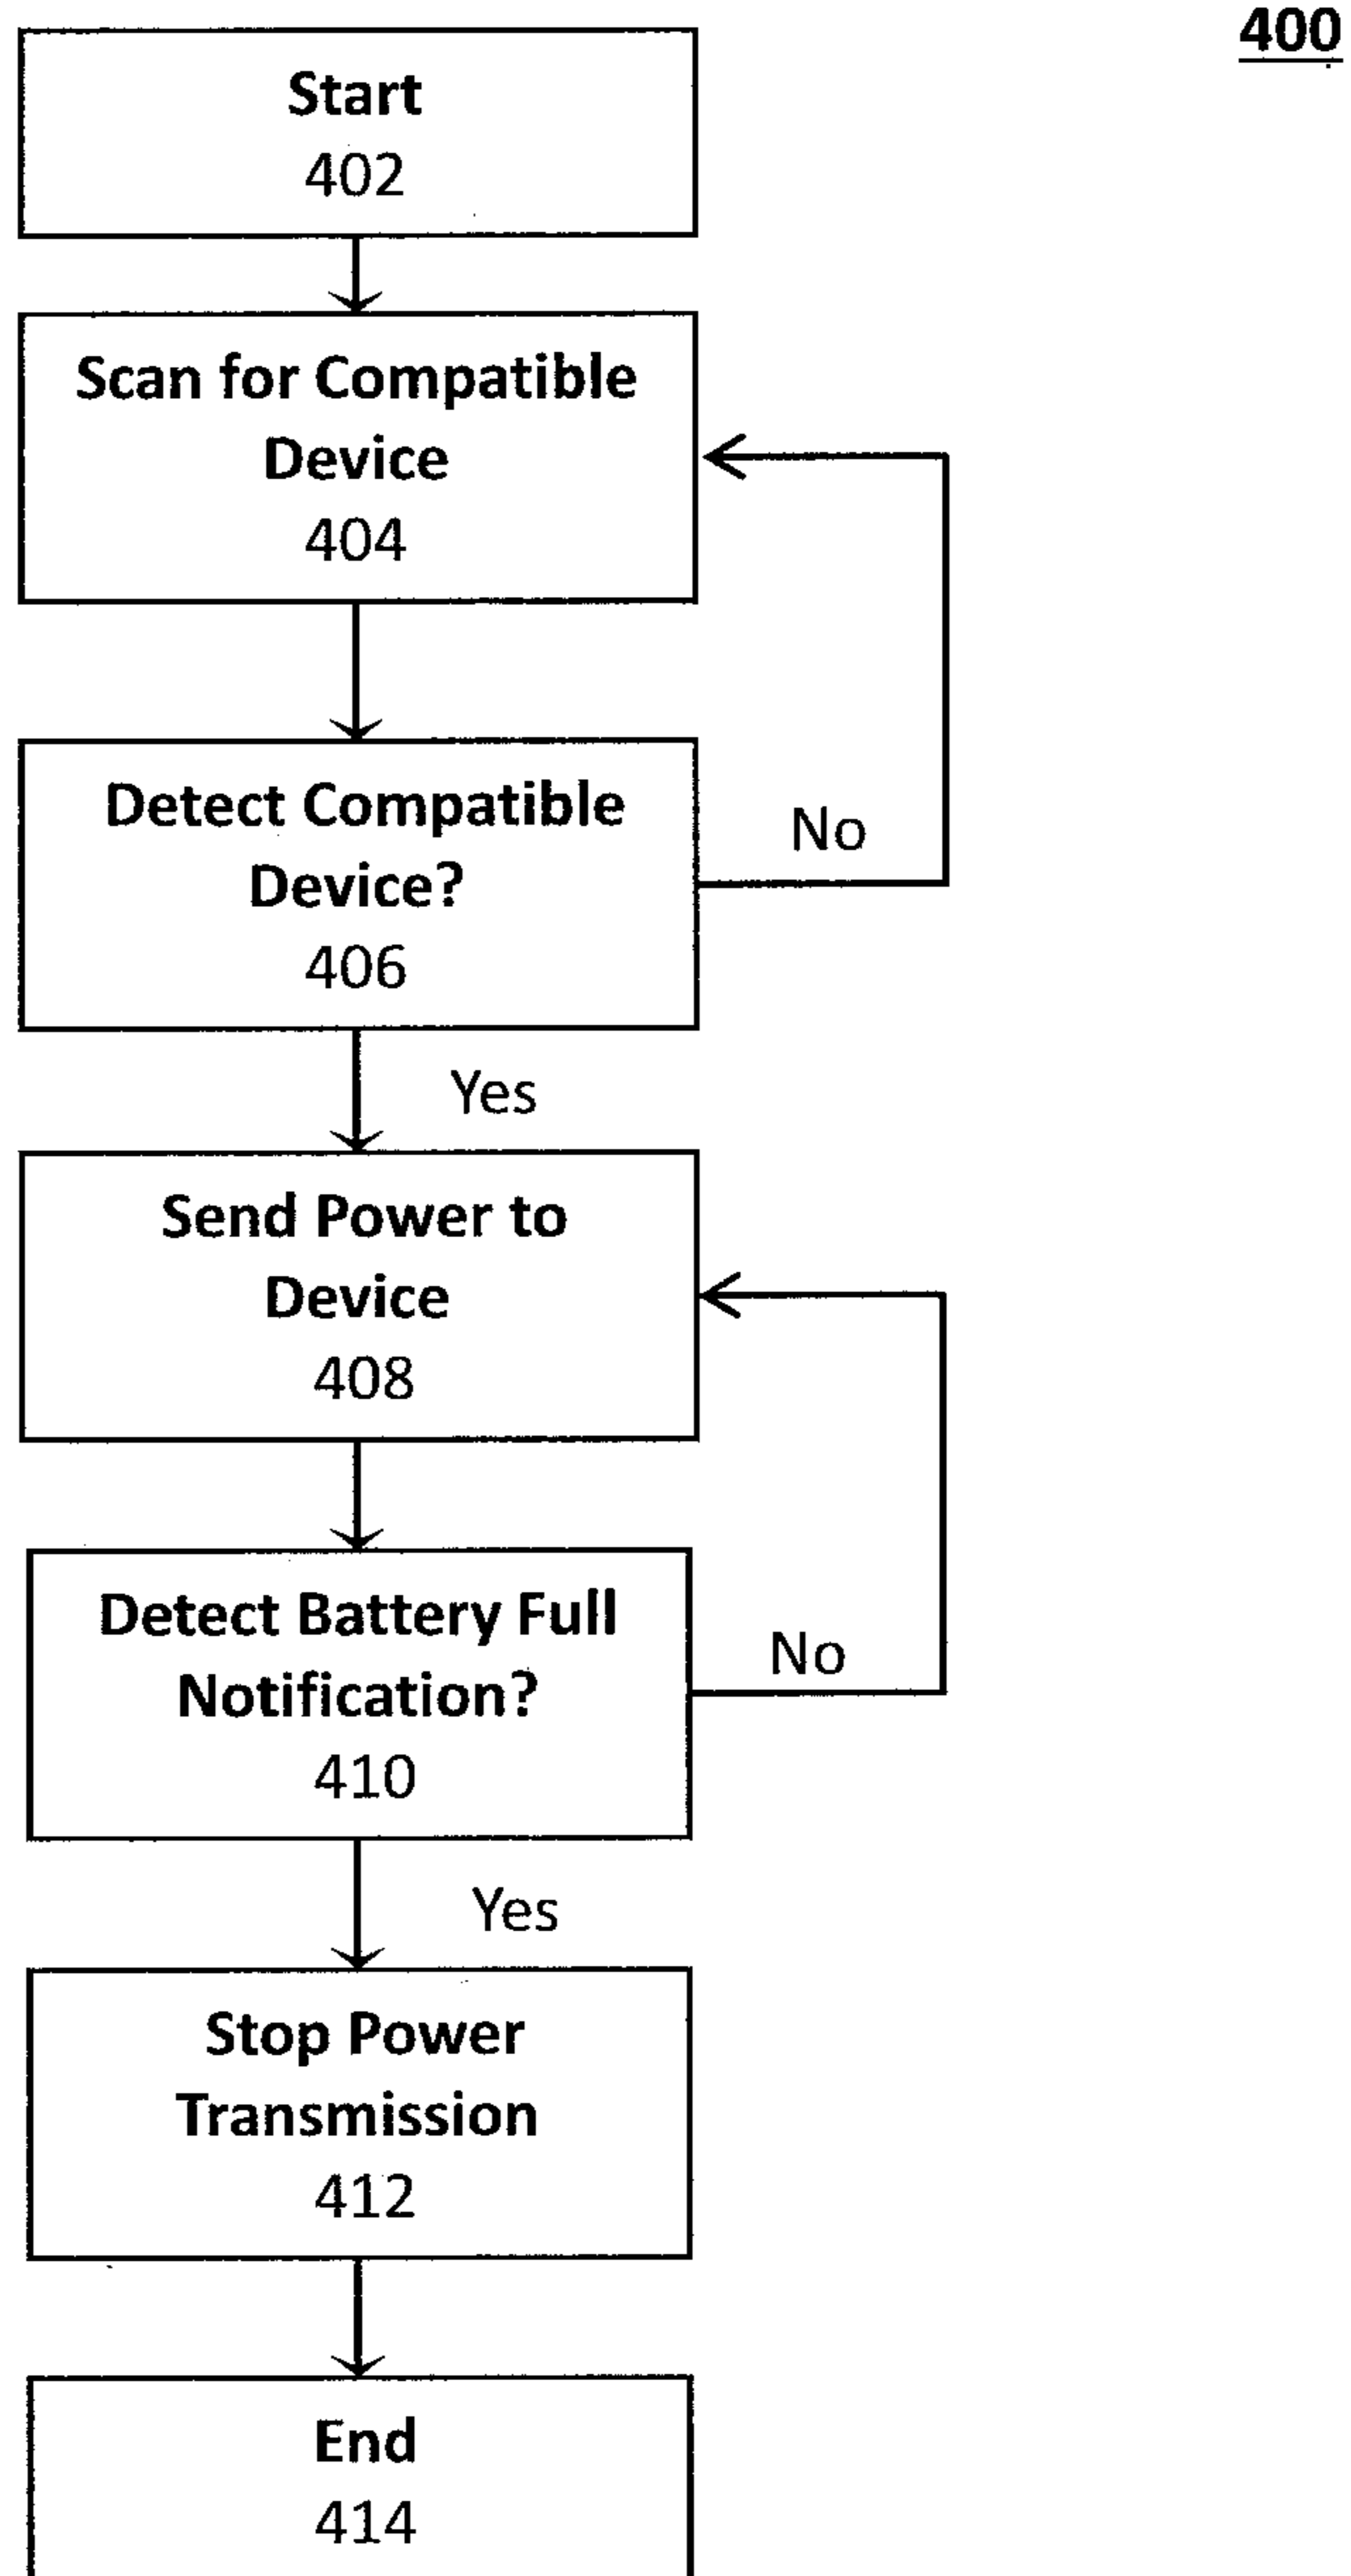 400
Start
402
Scan for Compatible
Device
404
Detect Compatible
Device?
406
No
Yes
Send Power to
Device
408
Detect Battery Full
Notification?
410
No
Yes
Stop Power
Transmission
412
End
414